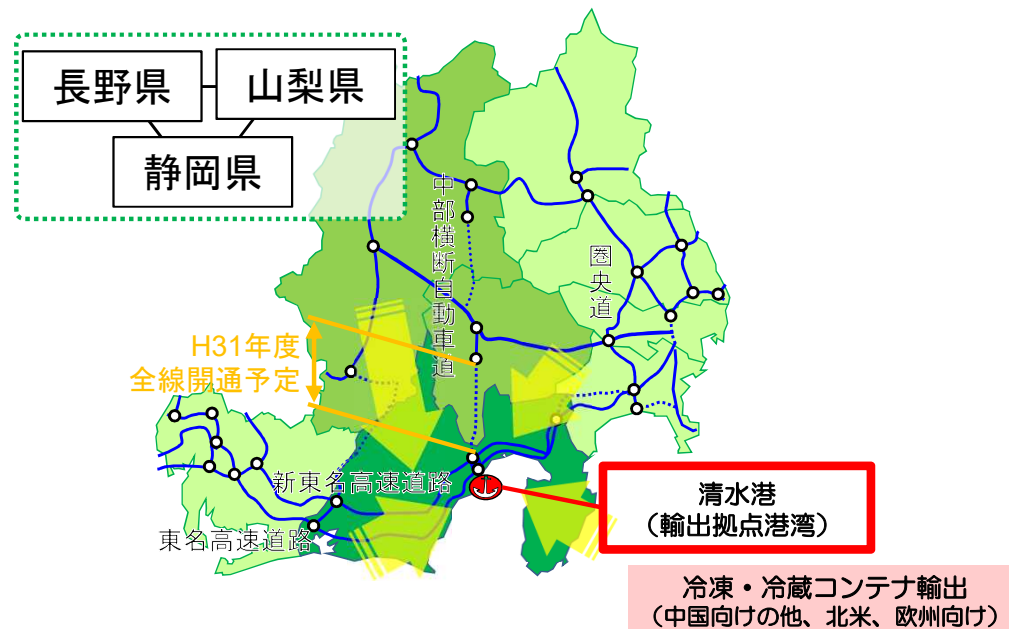 長野県
山梨県
静岡県
中部横断自動車道
圏央道
H31年度
全線開通予定
新東名高速道路
東名高速道路
清水港
（輸出拠点港湾）
冷凍・冷蔵コンテナ輸出
（中国向けの他、北米、欧州向け）